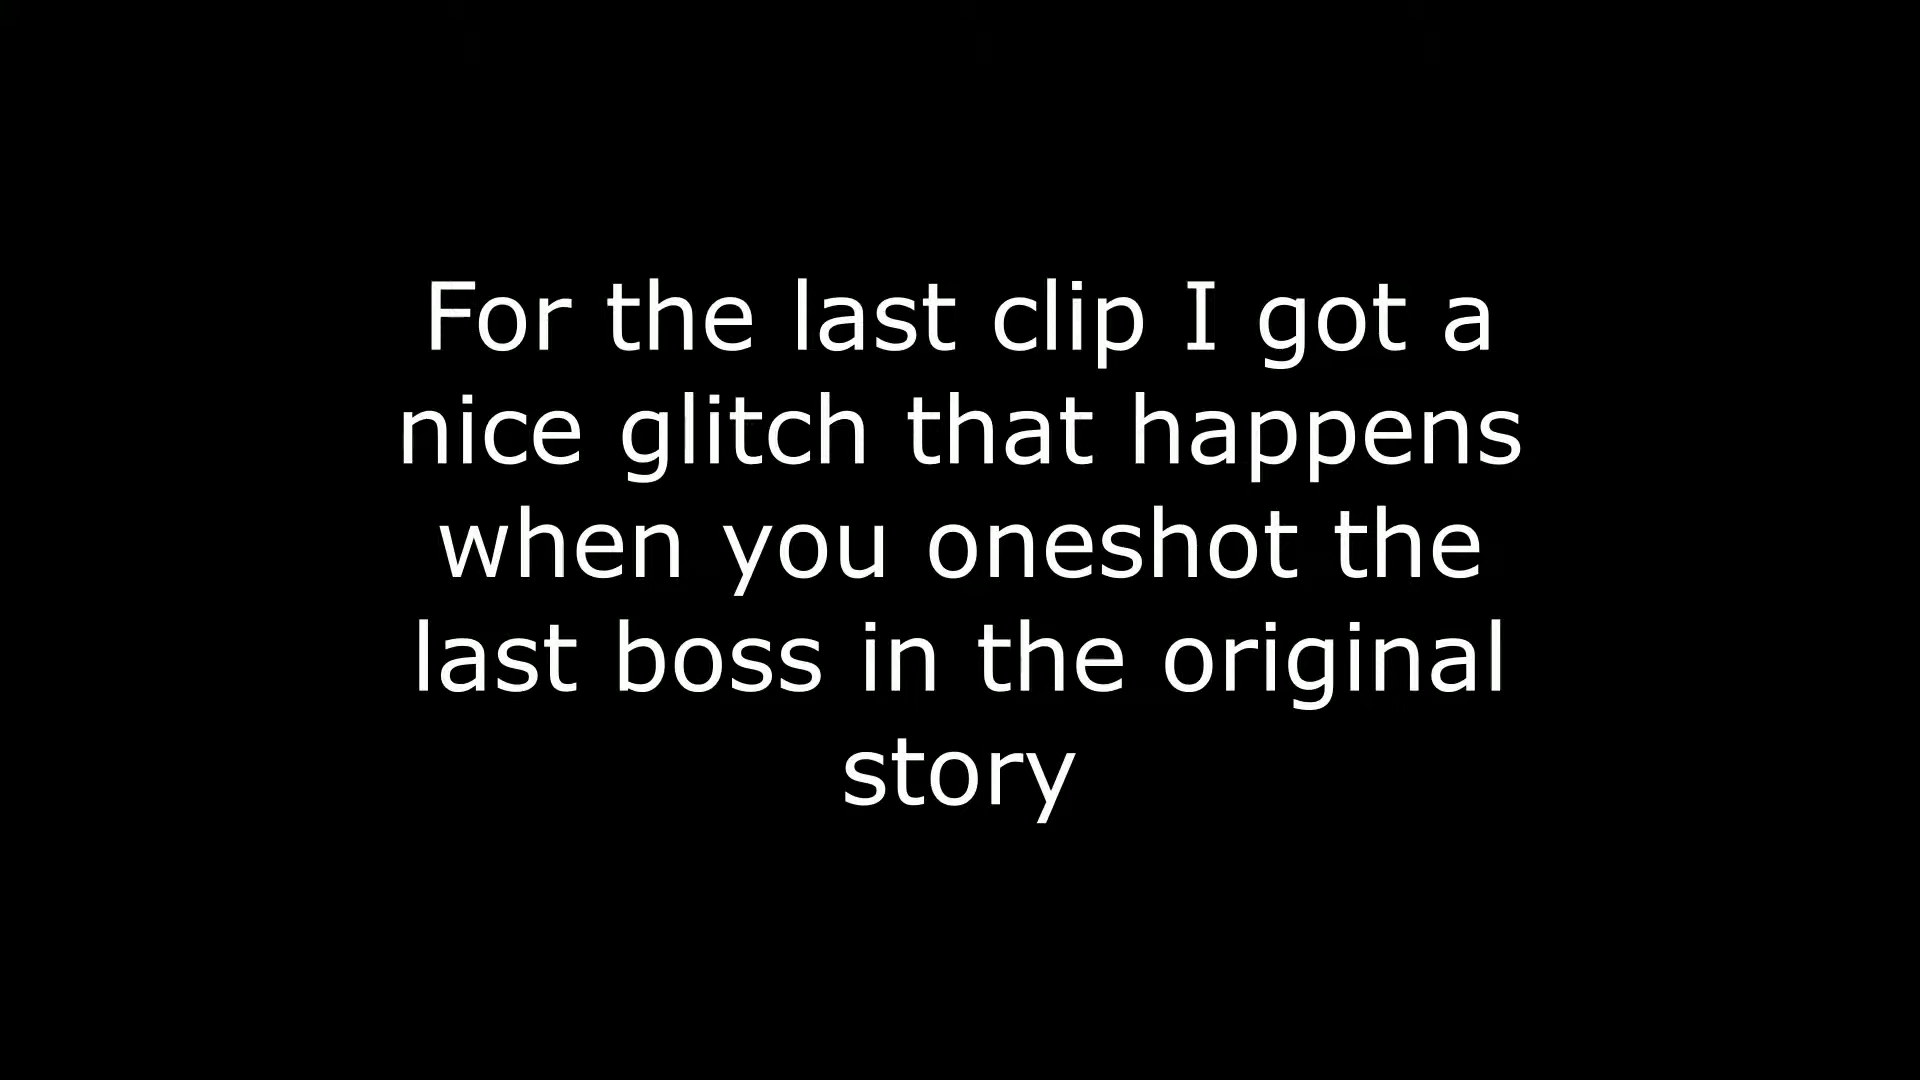 For the last clip I got a
nice glitch that happens
when you oneshot the
last boss in the original
story